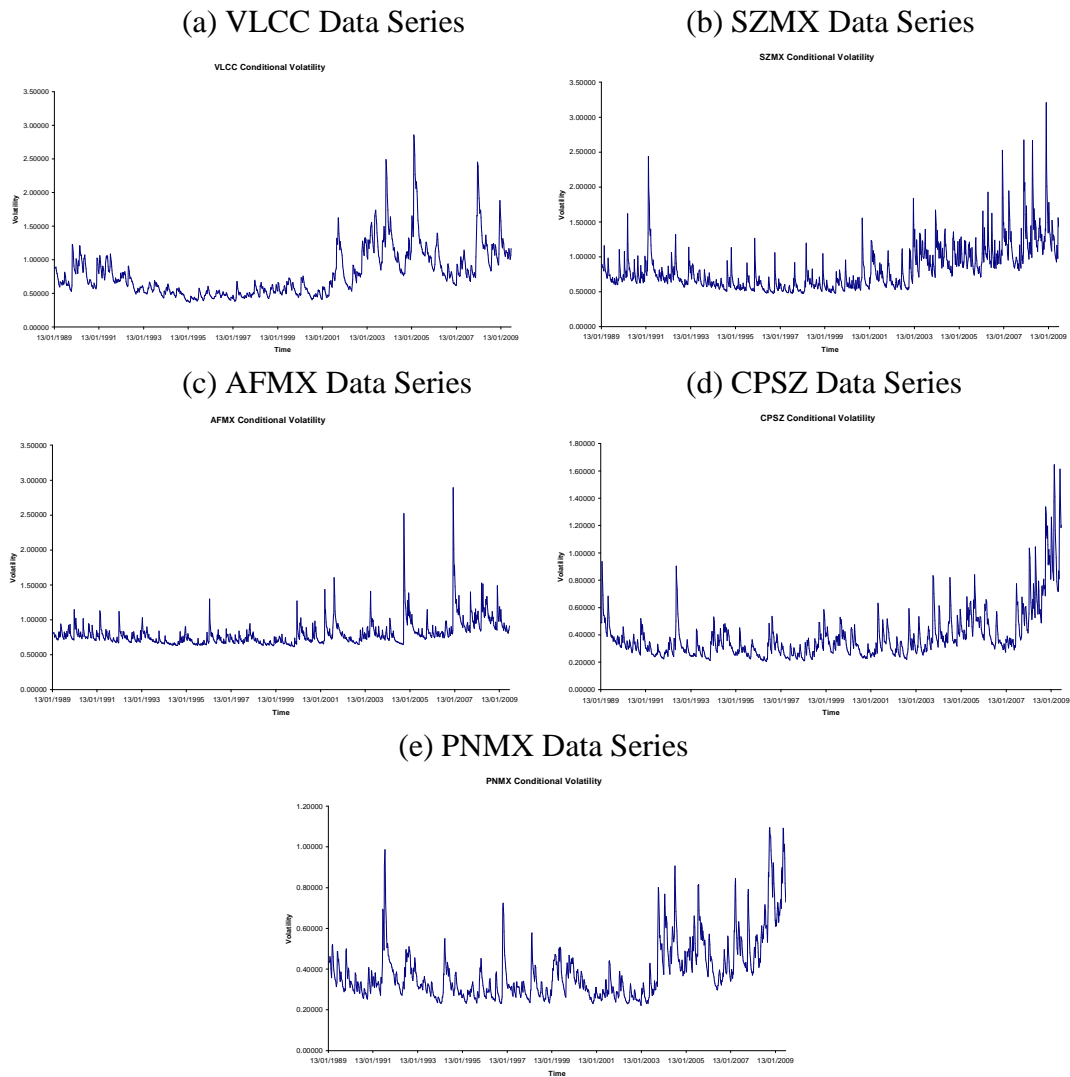 (a) VLCC Data Series
VLCC Conditional Volatility
3.50000
3.00000
2.50000
2.00000
1.50000
1.00000
0.50000
0.00000
Volatility
13/01/1989 13/01/1991 13/01/1993 13/01/1995 13/01/1997 13/01/1999 13/01/2001 13/01/2003 13/01/2005 13/01/2007 13/01/2009
Time
(b) SZMX Data Series
SZMX Conditional Volatility
3.50000
3.00000
2.50000
2.00000
1.50000
1.00000
0.50000
0.00000
Volatility
13/01/1989 13/01/1991 13/01/1993 13/01/1995 13/01/1997 13/01/1999 13/01/2001 13/01/2003 13/01/2005 13/01/2007 13/01/2009
Time
(c) AFMX Data Series
AFMX Conditional Volatility
3.50000
3.00000
2.50000
2.00000
1.50000
1.00000
0.50000
0.00000
Volatility
13/01/1989 13/01/1991 13/01/1993 13/01/1995 13/01/1997 13/01/1999 13/01/2001 13/01/2003 13/01/2005 13/01/2007 13/01/2009
Time
(d) CPSZ Data Series
CPSZ Conditional Volatility
1.80000
1.60000
1.40000
1.20000
1.00000
0.80000
0.60000
0.40000
0.20000
0.00000
Volatility
13/01/1989 13/01/1991 13/01/1993 13/01/1995 13/01/1997 13/01/1999 13/01/2001 13/01/2003 13/01/2005 13/01/2007 13/01/2009
Time
(e) PNMX Data Series
PNMX Conditional Volatility
1.20000
1.00000
0.80000
0.60000
0.40000
0.20000
0.00000
Volatility
13/01/1989 13/01/1991 13/01/1993 13/01/1995 13/01/1997 13/01/1999 13/01/2001 13/01/2003 13/01/2005 13/01/2007 13/01/2009
Time